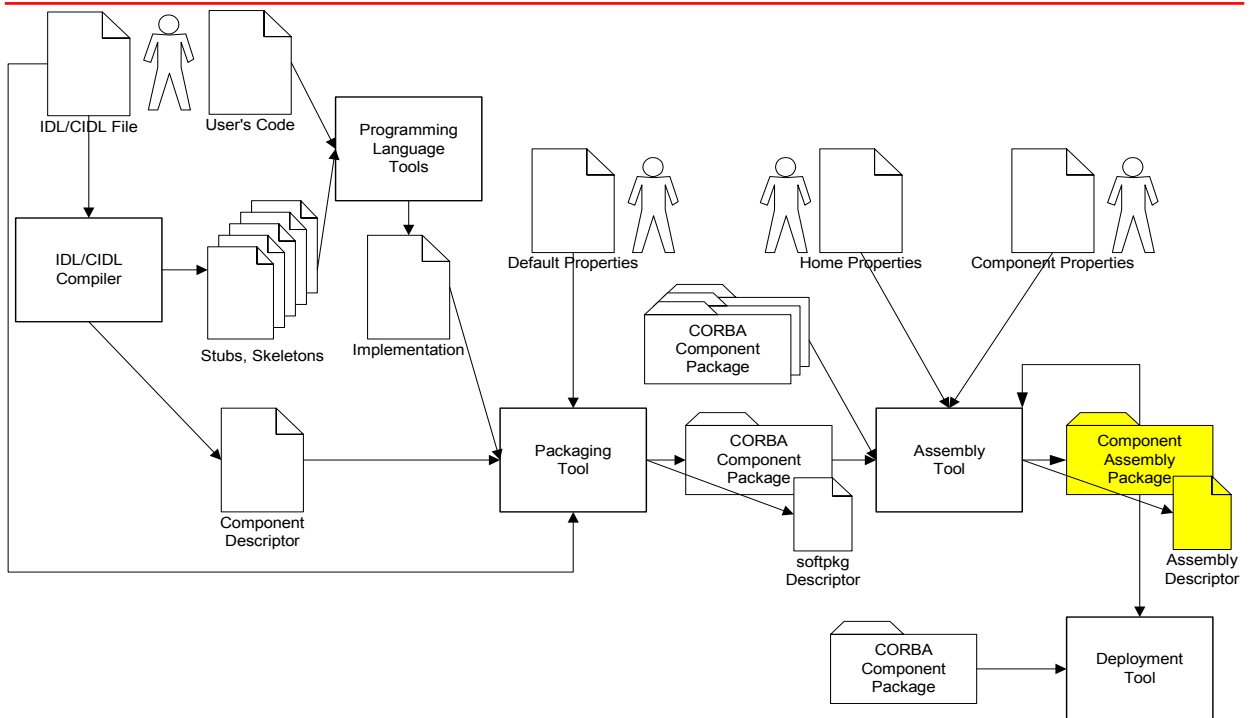 IDL/CIDL File
User's Code
Programming
Language
Tools
IDL/CIDL
Compiler
Stubs, Skeletons
Implementation
Default Properties
Home Properties
Component Properties
CORBA
Component
Package
Component
Descriptor
Packaging
Tool
CORBA
Component
Package
softpkg
Descriptor
Assembly
Tool
Component
Assembly
Package
Assembly
Descriptor
CORBA
Component
Package
Deployment
Tool